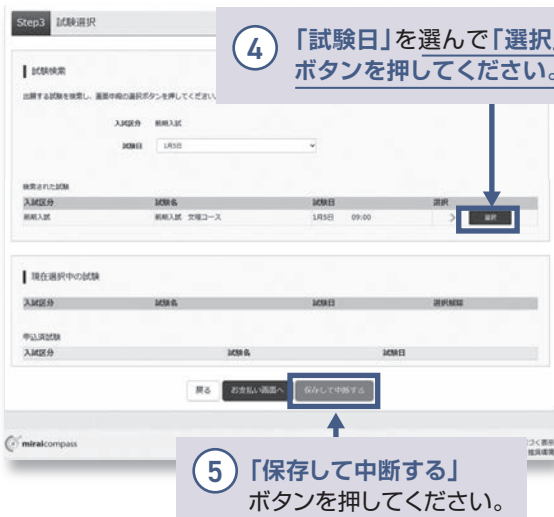 Step3 試験選択
④ 「試験日」を選んで「選択」
ボタンを押してください。
試験検索
出願する試験を検索し、画面中段の選択ボタンを押してください。
入試区分 前期入試
試験日 1月5日
検索された試験
入試区分 試験名 試験日 選択
前期入試 前期入試 文理コース 1月5日 09:00 選択
現在選択中の試験
入試区分 試験名 試験日 選択解除
申込済試験
入試区分 試験名 試験日
戻る お支払い画面へ 保存して中断する
miraicompass
づく表示
推奨環境
⑤ 「保存して中断する」
ボタンを押してください。